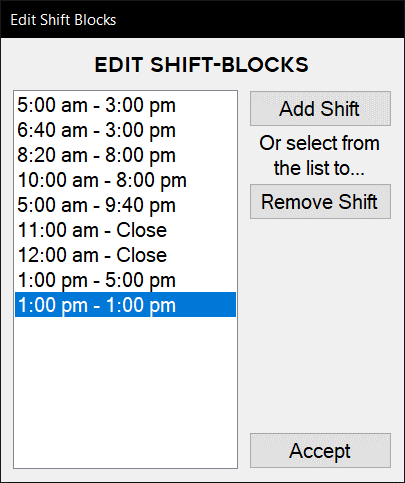 Edit Shift Blocks
EDIT SHIFT-BLOCKS
5:00 am - 3:00 pm
6:40 am - 3:00 pm
8:20 am - 8:00 pm
10:00 am - 8:00 pm
5:00 am - 9:40 pm
11:00 am - Close
12:00 am - Close
1:00 pm - 5:00 pm
1:00 pm - 1:00 pm
Add Shift
Or select from
the list to...
Remove Shift
Accept